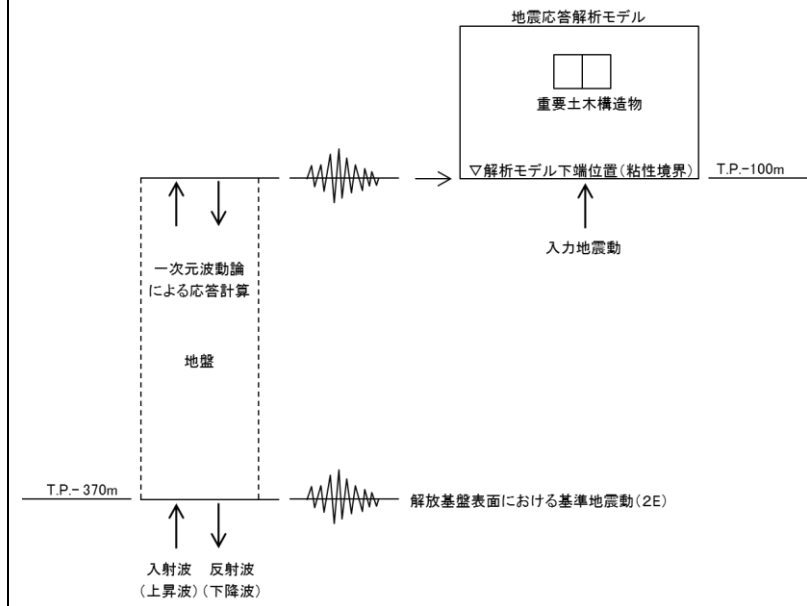 地震応答解析モデル
重要土木構造物
▽解析モデル下端位置(粘性境界)
T.P.-100m
入力地震動
一次元波動論
による応答計算
地盤
T.P.-370m
解放基盤表面における基準地震動(2E)
入射波 反射波
(上昇波)(下降波)